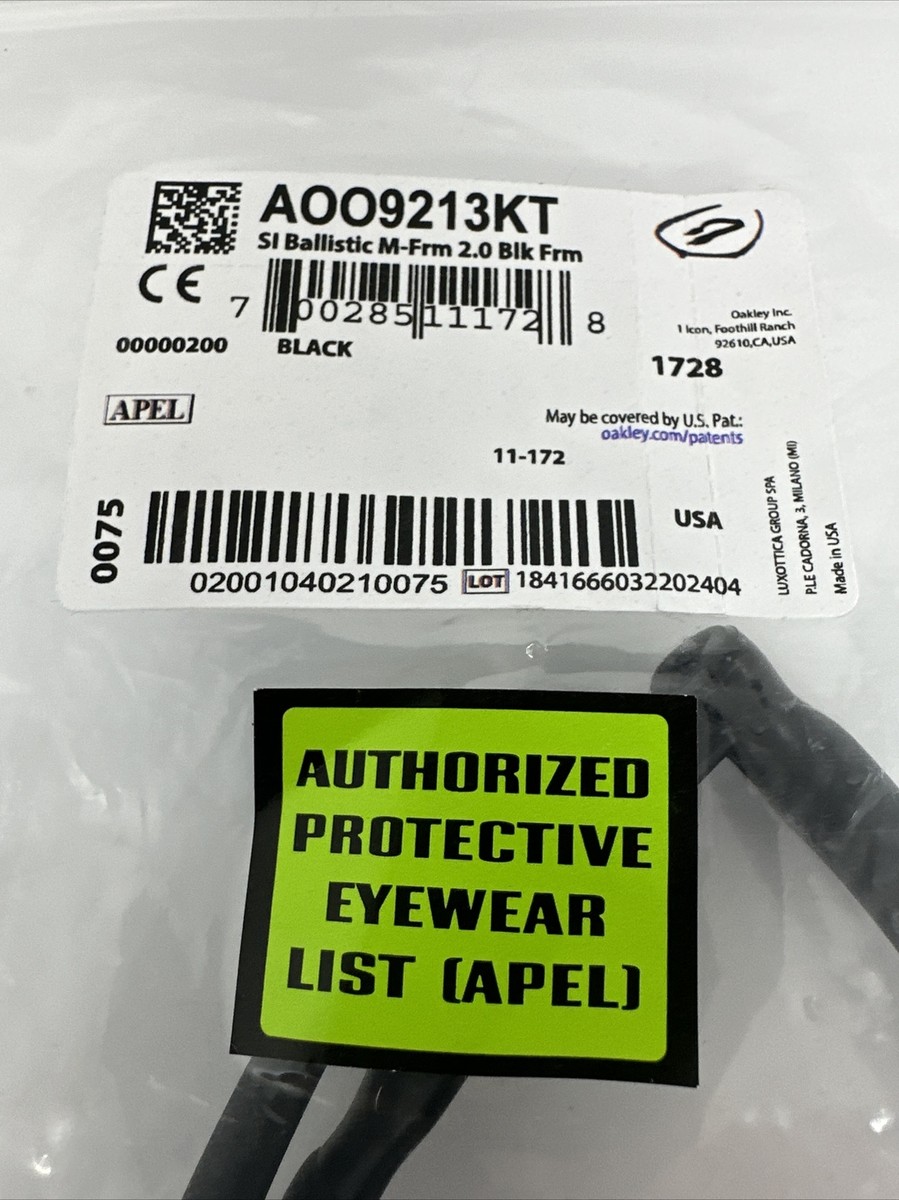 AOO9213KT
SI Ballistic M-Frm 2.0 Blk Frm
CE
7 00285 11172 8
00000200 BLACK
Oakley Inc.
1 Icon, Foothill Ranch
92610,CA,USA
1728
APEL
May be covered by U.S. Pat.:
oakley.com/patents
11-172
0075
USA
02001040210075 LOT 1841666032202404
LUXOTTICA GROUP SPA
P.LE CADORNA, 3, MILANO (MI)
Made in USA
AUTHORIZED
PROTECTIVE
EYEWEAR
LIST (APEL)